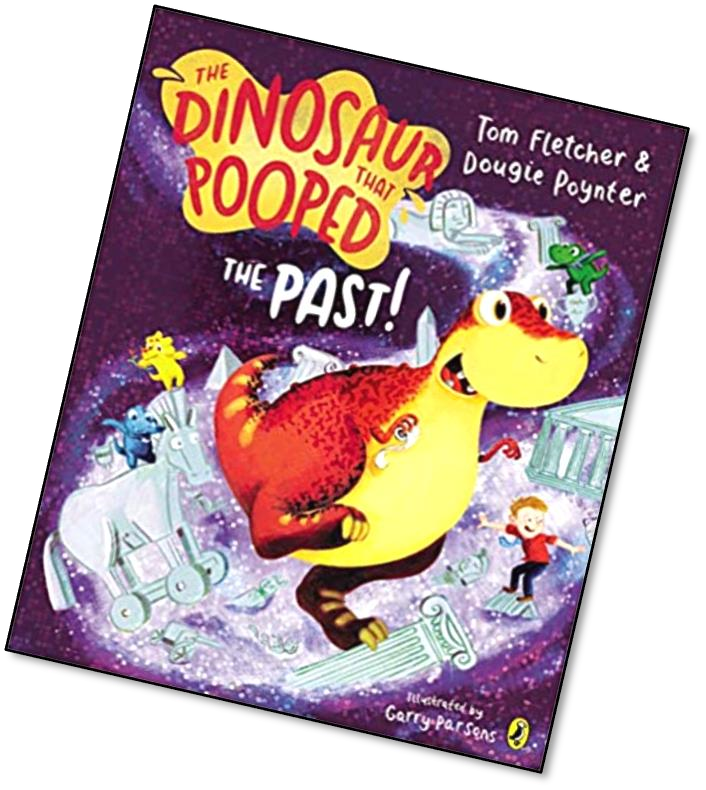 THE
DINOSAUR
THAT
POOPED
THE PAST!
Tom Fletcher &
Dougie Poynter
Illustrated by
Garry Parsons